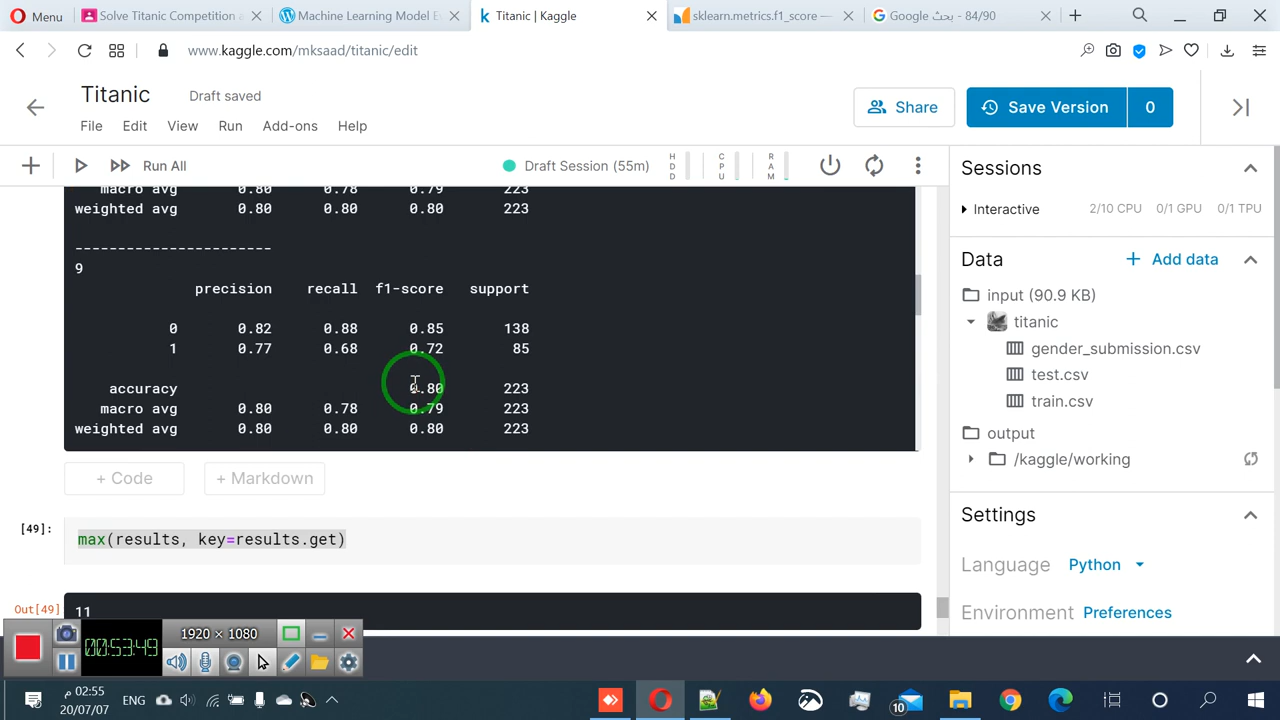 Menu
Solve Titanic Competition a
Machine Learning Model E
Titanic | Kaggle
sklearn.metrics.f1_score —
Google بحث - 84/90
www.kaggle.com/mksaad/titanic/edit
Titanic
Draft saved
File Edit View Run Add-ons Help
Share
Save Version
0
Run All
Draft Session (55m)
HDD
CPU
RAM
macro avg 0.80 0.78 0.79 223
weighted avg 0.80 0.80 0.80 223
-----------------------
9
precision recall f1-score support
0 0.82 0.88 0.85 138
1 0.77 0.68 0.72 85
accuracy 0.80 223
macro avg 0.80 0.78 0.79 223
weighted avg 0.80 0.80 0.80 223
+ Code
+ Markdown
[49]:
max(results, key=results.get)
Out[49]
11
Sessions
Interactive
2/10 CPU 0/1 GPU 0/1 TPU
Data
+ Add data
input (90.9 KB)
titanic
gender_submission.csv
test.csv
train.csv
output
/kaggle/working
Settings
Language Python
Environment Preferences
1920 × 1080
00:53:49
02:55 م
20/07/07
ENG
10